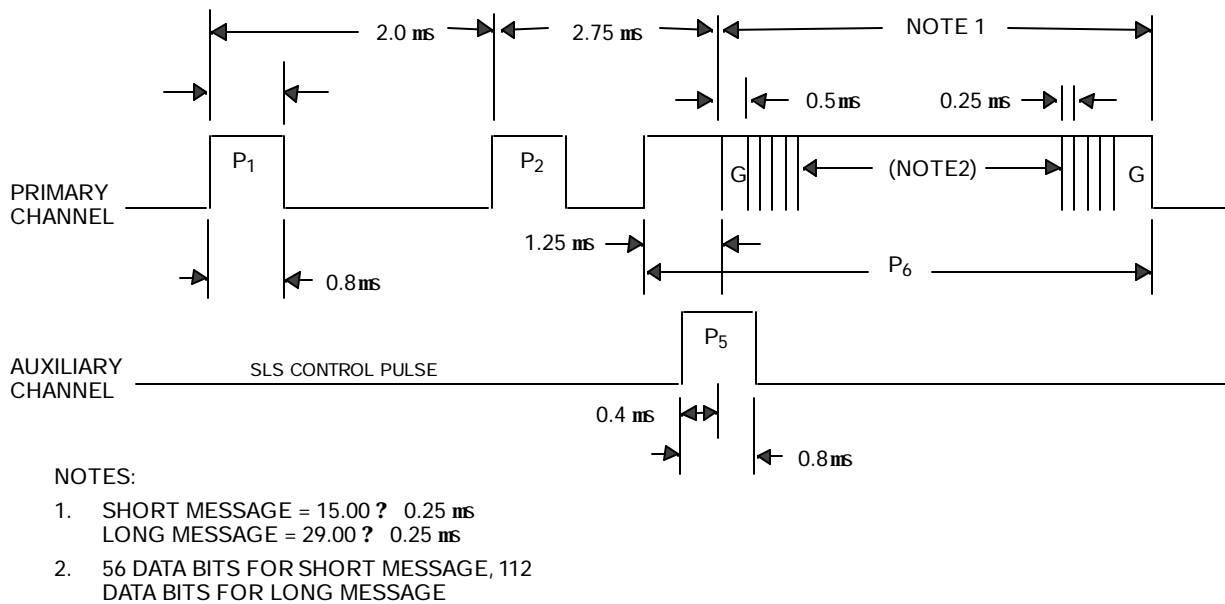 2.0 ms
2.75 ms
NOTE 1
0.5ms
0.25 ms
P1
P2
G
(NOTE2)
G
PRIMARY
CHANNEL
1.25 ms
P6
0.8ms
P5
AUXILIARY
CHANNEL
SLS CONTROL PULSE
0.4 ms
0.8ms
NOTES:
1. SHORT MESSAGE = 15.00 ? 0.25 ms
LONG MESSAGE = 29.00 ? 0.25 ms
2. 56 DATA BITS FOR SHORT MESSAGE, 112
DATA BITS FOR LONG MESSAGE